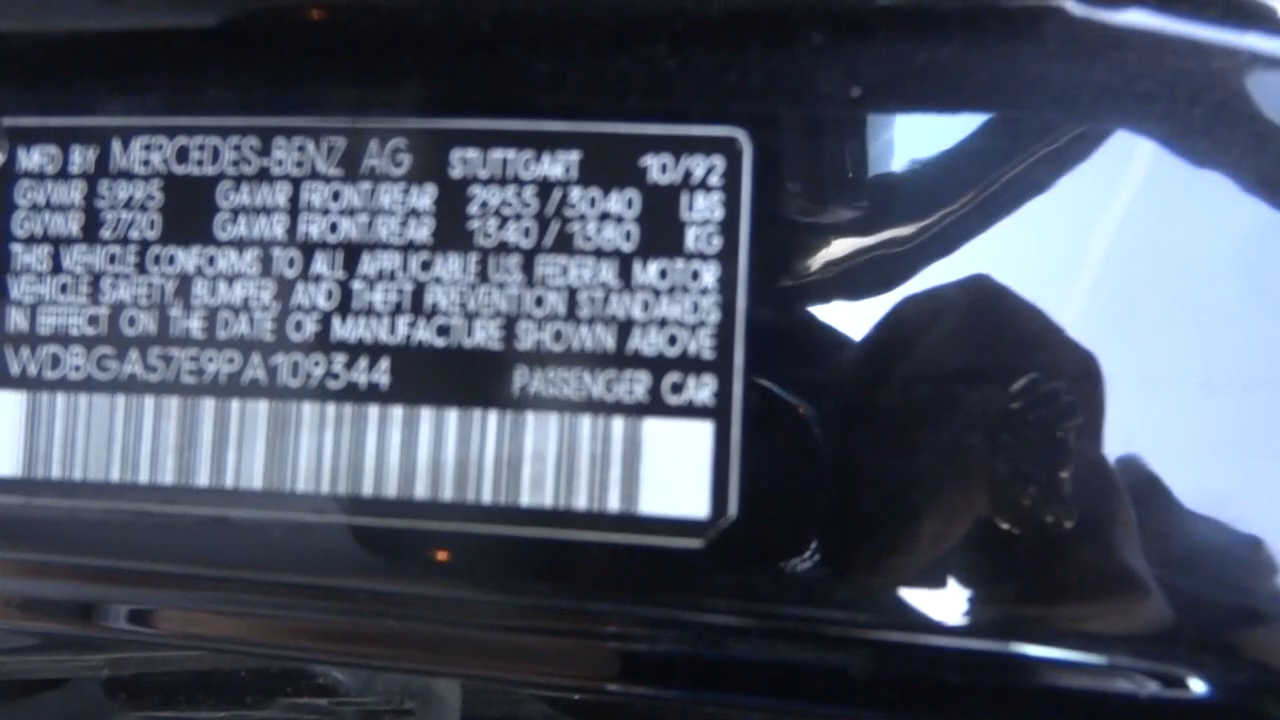 MFD BY MERCEDES-BENZ AG STUTTGART 10/92
GVWR 5995 GAWR FRONT/REAR 2955 / 3040 LBS
GVWR 2720 GAWR FRONT/REAR 1340 / 1380 KG
THIS VEHICLE CONFORMS TO ALL APPLICABLE U.S. FEDERAL MOTOR
VEHICLE SAFETY, BUMPER, AND THEFT PREVENTION STANDARDS
IN EFFECT ON THE DATE OF MANUFACTURE SHOWN ABOVE
WDBGA57E9PA109344 PASSENGER CAR